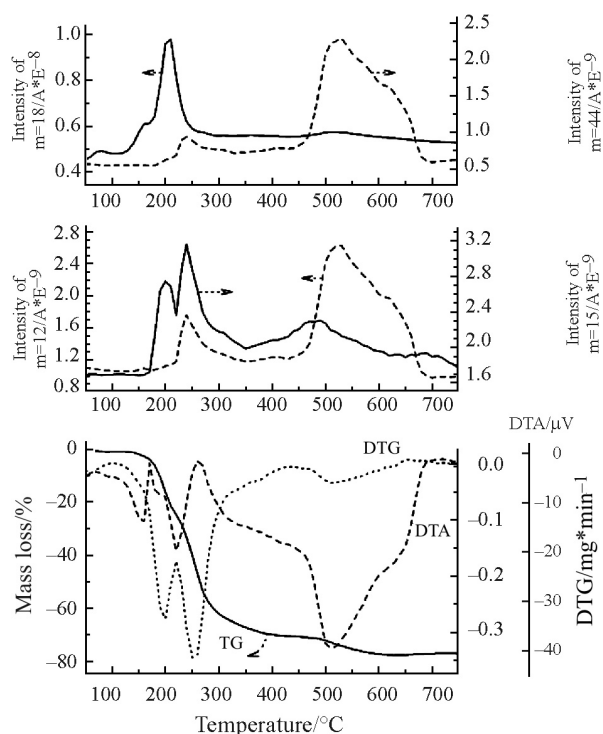 Intensity of
m=18/A*E−8
1.0
0.8
0.6
0.4
2.5
2.0
1.5
1.0
0.5
Intensity of
m=44/A*E−9
100 200 300 400 500 600 700
Intensity of
m=12/A*E−9
2.8
2.4
2.0
1.6
1.2
0.8
3.2
2.8
2.4
2.0
1.6
Intensity of
m=15/A*E−9
100 200 300 400 500 600 700
DTA/µV
Mass loss/%
0
−20
−40
−60
−80
DTG
DTA
TG
0.0
−0.1
−0.2
−0.3
0
−10
−20
−30
−40
DTG/mg*min−1
100 200 300 400 500 600 700
Temperature/°C